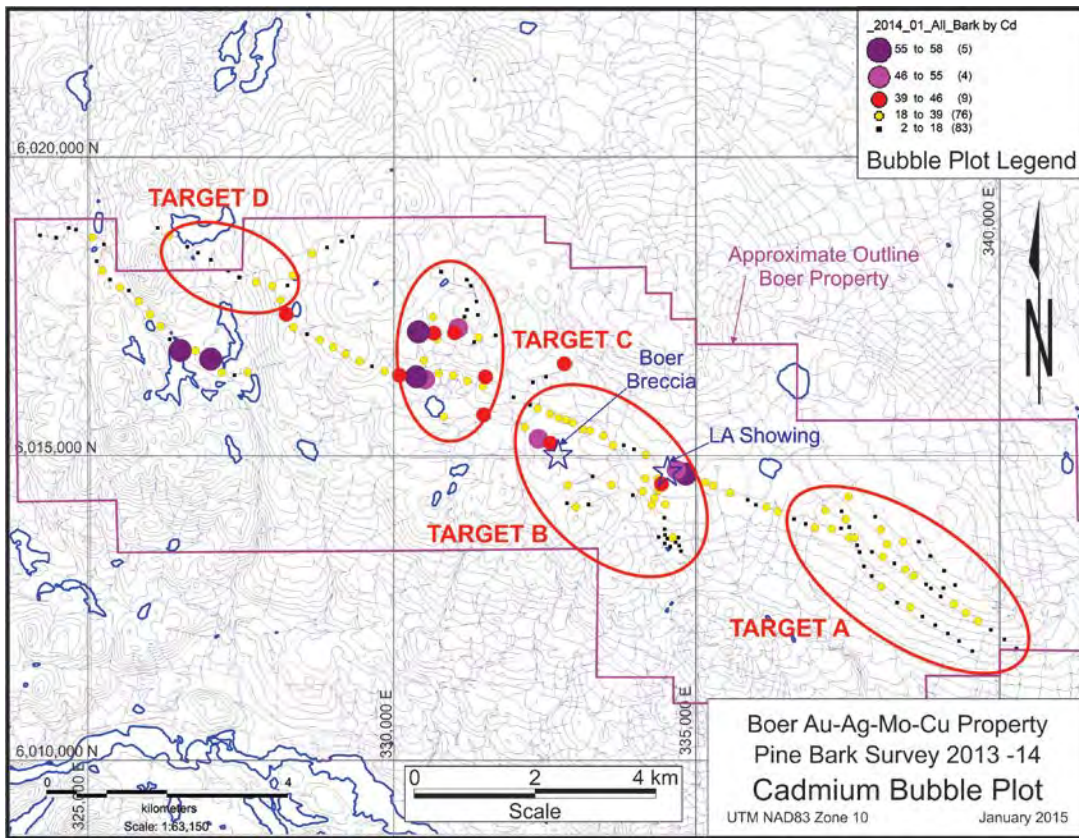 _2014_01_All_Bark by Cd
55 to 58 (5)
46 to 55 (4)
39 to 46 (9)
18 to 39 (76)
2 to 18 (83)
Bubble Plot Legend
6,020,000 N
340,000 E
TARGET D
Approximate Outline
Boer Property
N
TARGET C
Boer
Breccia
LA Showing
6,015,000 N
TARGET B
TARGET A
330,000 E
335,000 E
6,010,000 N
325,000 E
0 4
kilometers
Scale: 1:63,150
0 2 4 km
Scale
Boer Au-Ag-Mo-Cu Property
Pine Bark Survey 2013 -14
Cadmium Bubble Plot
UTM NAD83 Zone 10 January 2015